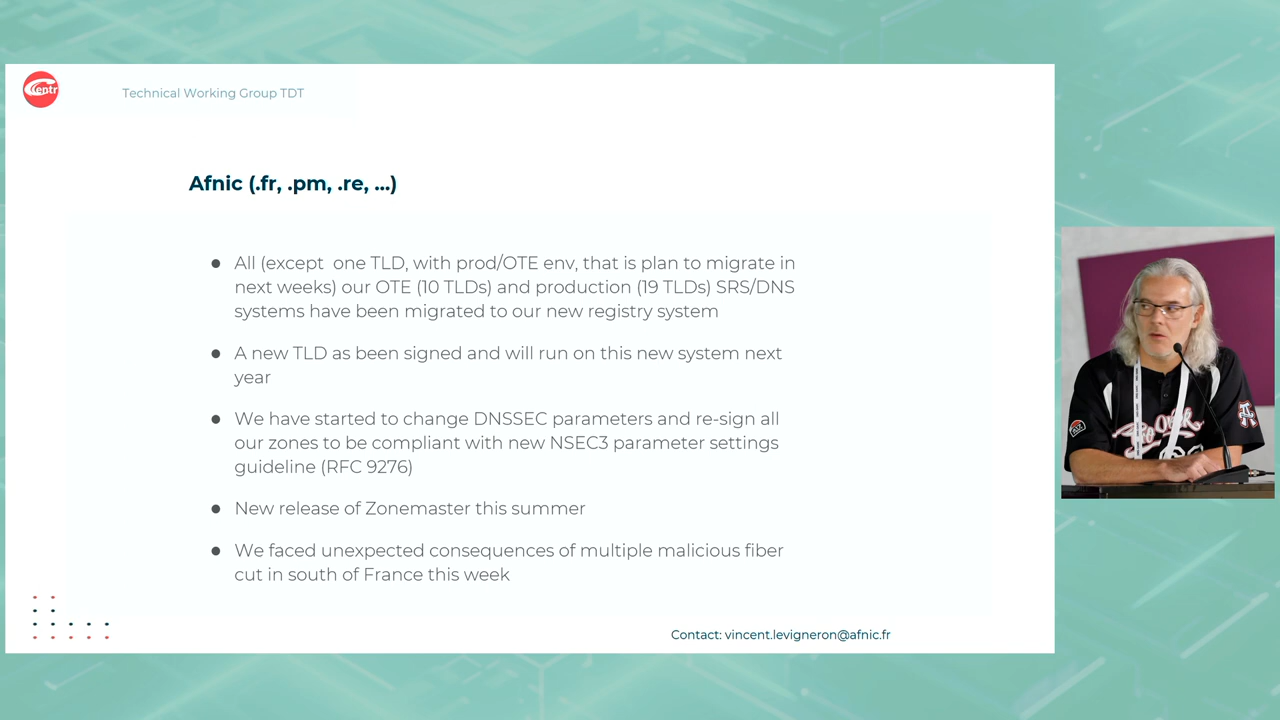 Centr
Technical Working Group TDT
Afnic (.fr, .pm, .re, ...)
● All (except one TLD, with prod/OTE env, that is plan to migrate in
next weeks) our OTE (10 TLDs) and production (19 TLDs) SRS/DNS
systems have been migrated to our new registry system
● A new TLD as been signed and will run on this new system next
year
● We have started to change DNSSEC parameters and re-sign all
our zones to be compliant with new NSEC3 parameter settings
guideline (RFC 9276)
● New release of Zonemaster this summer
● We faced unexpected consequences of multiple malicious fiber
cut in south of France this week
Contact: vincent.levigneron@afnic.fr